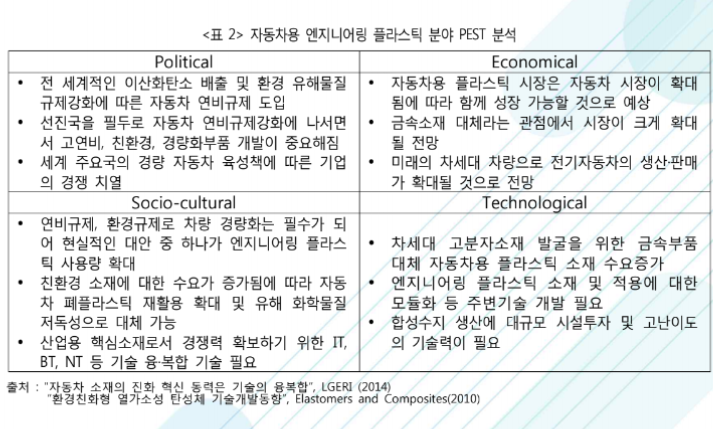 <표 2> 자동차용 엔지니어링 플라스틱 분야 PEST 분석
Political
• 전 세계적인 이산화탄소 배출 및 환경 유해물질
규제강화에 따른 자동차 연비규제 도입
• 선진국을 필두로 자동차 연비규제강화에 나서면
서 고연비, 친환경, 경량화부품 개발이 중요해짐
• 세계 주요국의 경량 자동차 육성책에 따른 기업
의 경쟁 치열
Economical
• 자동차용 플라스틱 시장은 자동차 시장이 확대
됨에 따라 함께 성장 가능할 것으로 예상
• 금속소재 대체라는 관점에서 시장이 크게 확대
될 전망
• 미래의 차세대 차량으로 전기자동차의 생산·판매
가 확대될 것으로 전망
Socio-cultural
• 연비규제, 환경규제로 차량 경량화는 필수가 되
어 현실적인 대안 중 하나가 엔지니어링 플라스
틱 사용량 확대
• 친환경 소재에 대한 수요가 증가됨에 따라 자동
차 폐플라스틱 재활용 확대 및 유해 화학물질
저독성으로 대체 가능
• 산업용 핵심소재로서 경쟁력 확보하기 위한 IT,
BT, NT 등 기술 융·복합 기술 필요
Technological
• 차세대 고분자소재 발굴을 위한 금속부품
대체 자동차용 플라스틱 소재 수요증가
• 엔지니어링 플라스틱 소재 및 적용에 대한
모듈화 등 주변기술 개발 필요
• 합성수지 생산에 대규모 시설투자 및 고난이도
의 기술력이 필요
출처 : "자동차 소재의 진화 혁신 동력은 기술의 융복합", LGERI (2014)
"환경친화형 열가소성 탄성체 기술개발동향", Elastomers and Composites(2010)